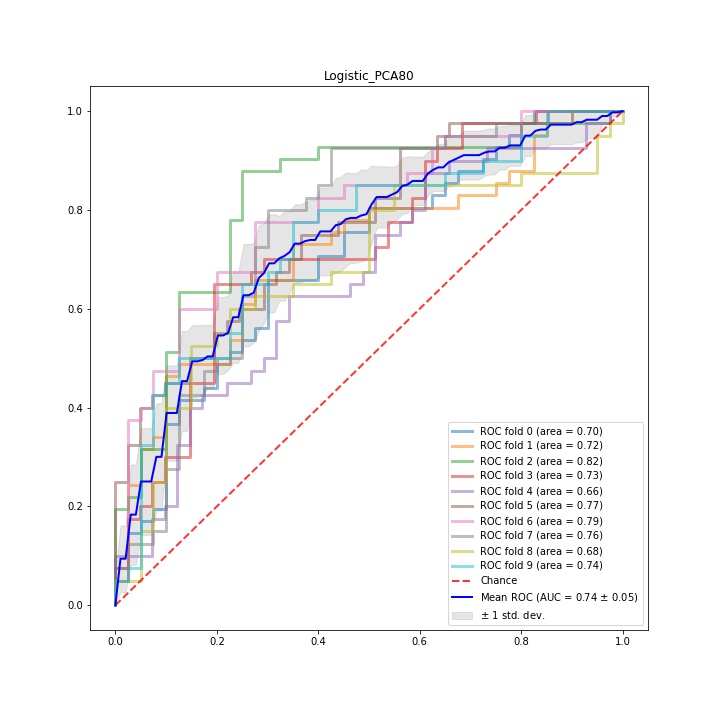 Logistic_PCA80
1.0
0.8
0.6
0.4
0.2
0.0
0.0 0.2 0.4 0.6 0.8 1.0
ROC fold 0 (area = 0.70)
ROC fold 1 (area = 0.72)
ROC fold 2 (area = 0.82)
ROC fold 3 (area = 0.73)
ROC fold 4 (area = 0.66)
ROC fold 5 (area = 0.77)
ROC fold 6 (area = 0.79)
ROC fold 7 (area = 0.76)
ROC fold 8 (area = 0.68)
ROC fold 9 (area = 0.74)
Chance
Mean ROC (AUC = 0.74 ± 0.05)
± 1 std. dev.